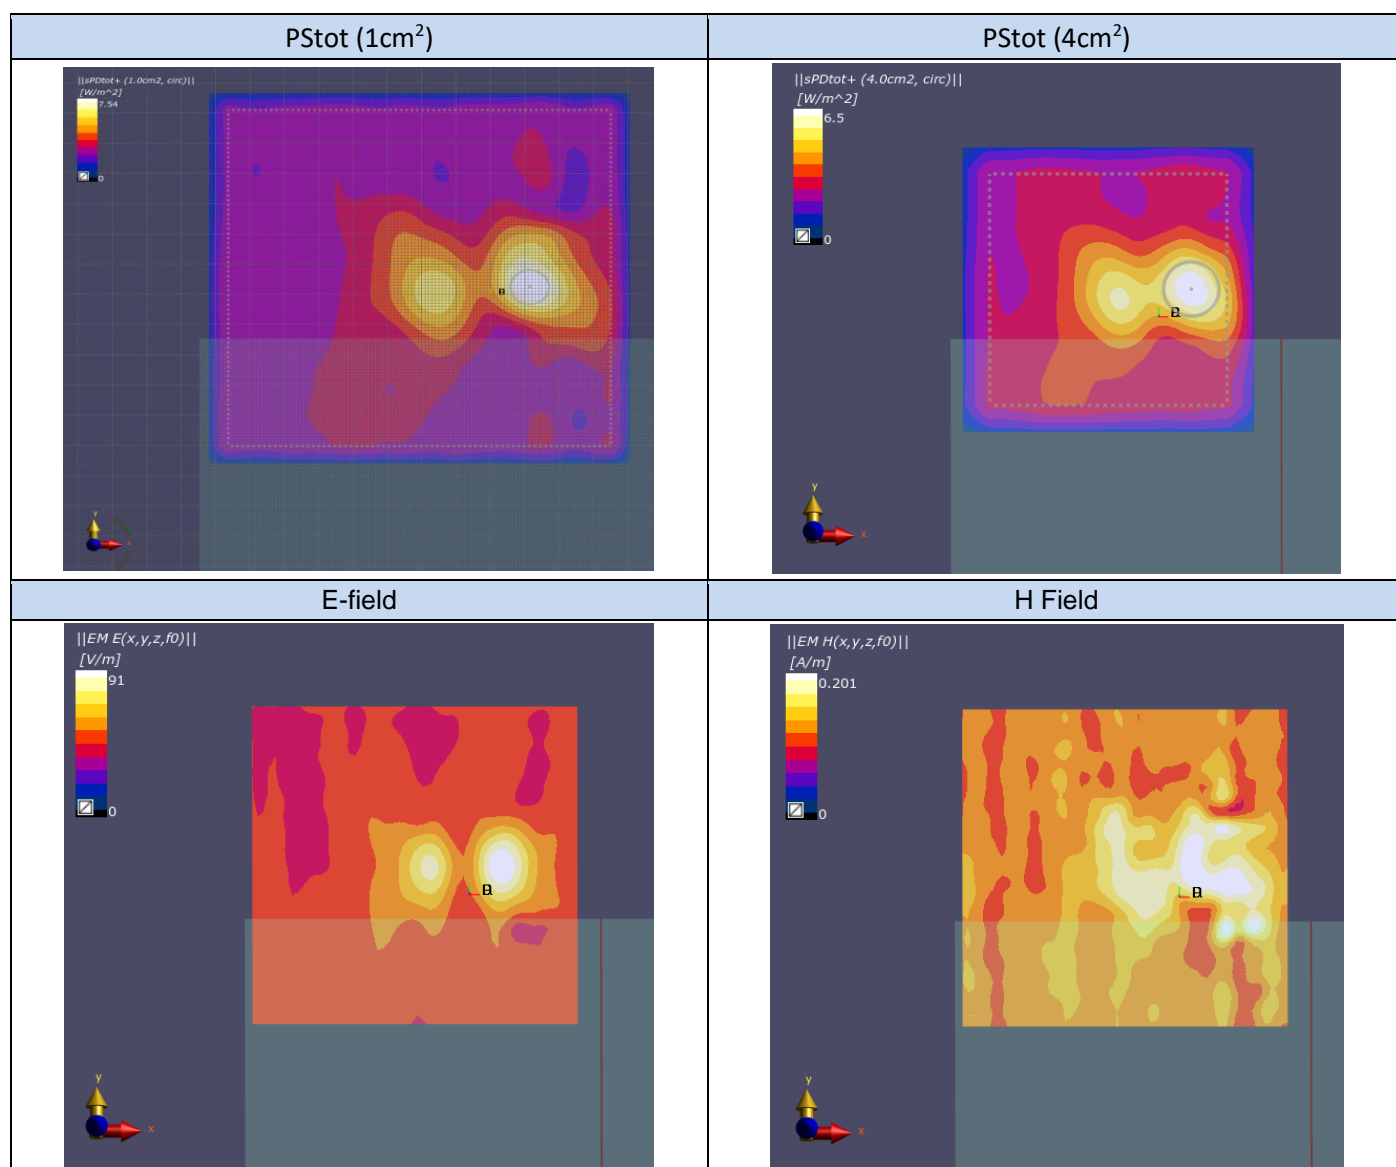 PStot (1cm²)
PStot (4cm²)
||sPDtot+ (1.0cm2, circ)||
[W/m^2]
7.54
0
y
x
||sPDtot+ (4.0cm2, circ)||
[W/m^2]
6.5
0
y
x
E-field
H Field
||EM E(x,y,z,f0)||
[V/m]
91
0
y
x
||EM H(x,y,z,f0)||
[A/m]
0.201
0
y
x